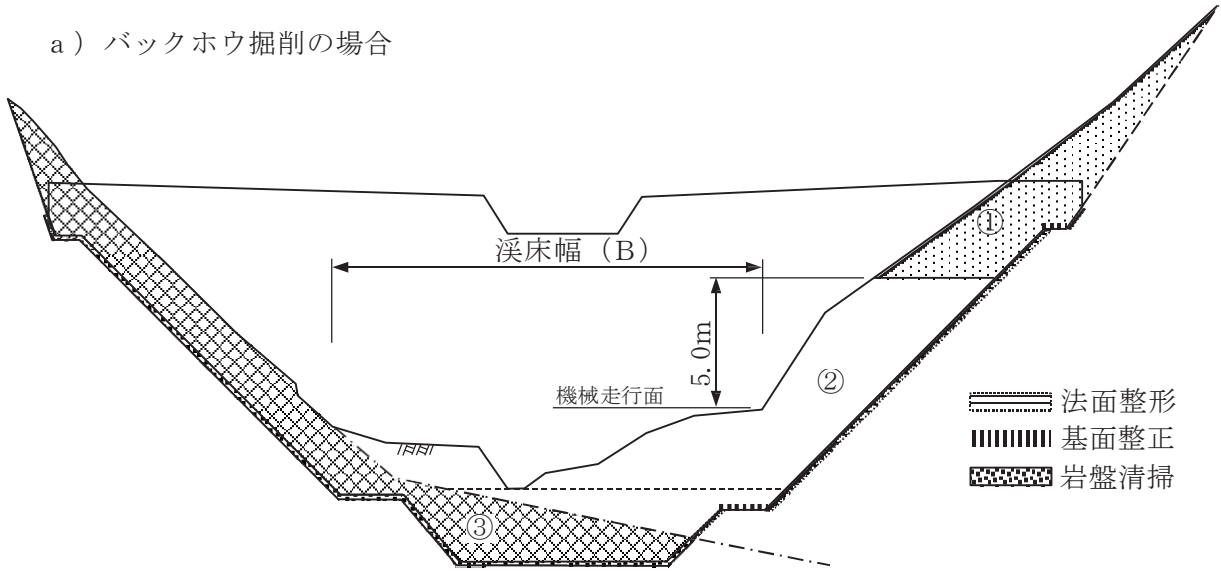 a）バックホウ掘削の場合
①
渓床幅（B）
5.0m
②
機械走行面
法面整形
基面整正
岩盤清掃
③